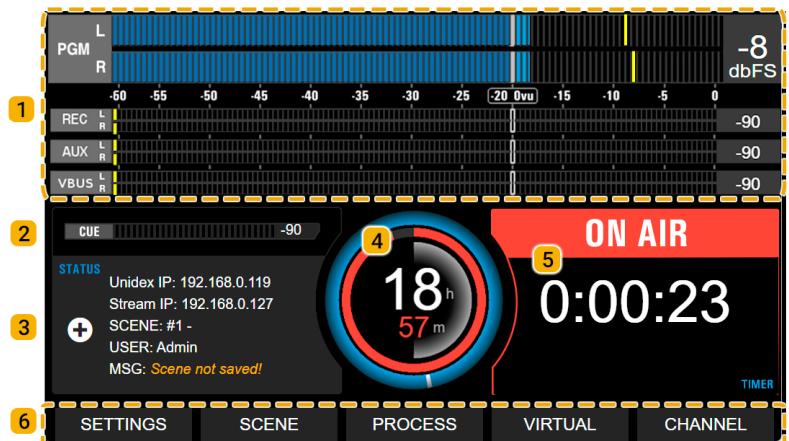 L
PGM
R
-8
dbFS
-60 -55 -50 -45 -40 -35 -30 -25 -20 0vu -15 -10 -5 0
1
REC L R -90
AUX L R -90
VBUS L R -90
2
CUE -90
4
ON AIR
5
STATUS
Unidex IP: 192.168.0.119
Stream IP: 192.168.0.127
3
SCENE: #1 -
USER: Admin
MSG: Scene not saved!
18 h
57 m
0:00:23
TIMER
6
SETTINGS SCENE PROCESS VIRTUAL CHANNEL